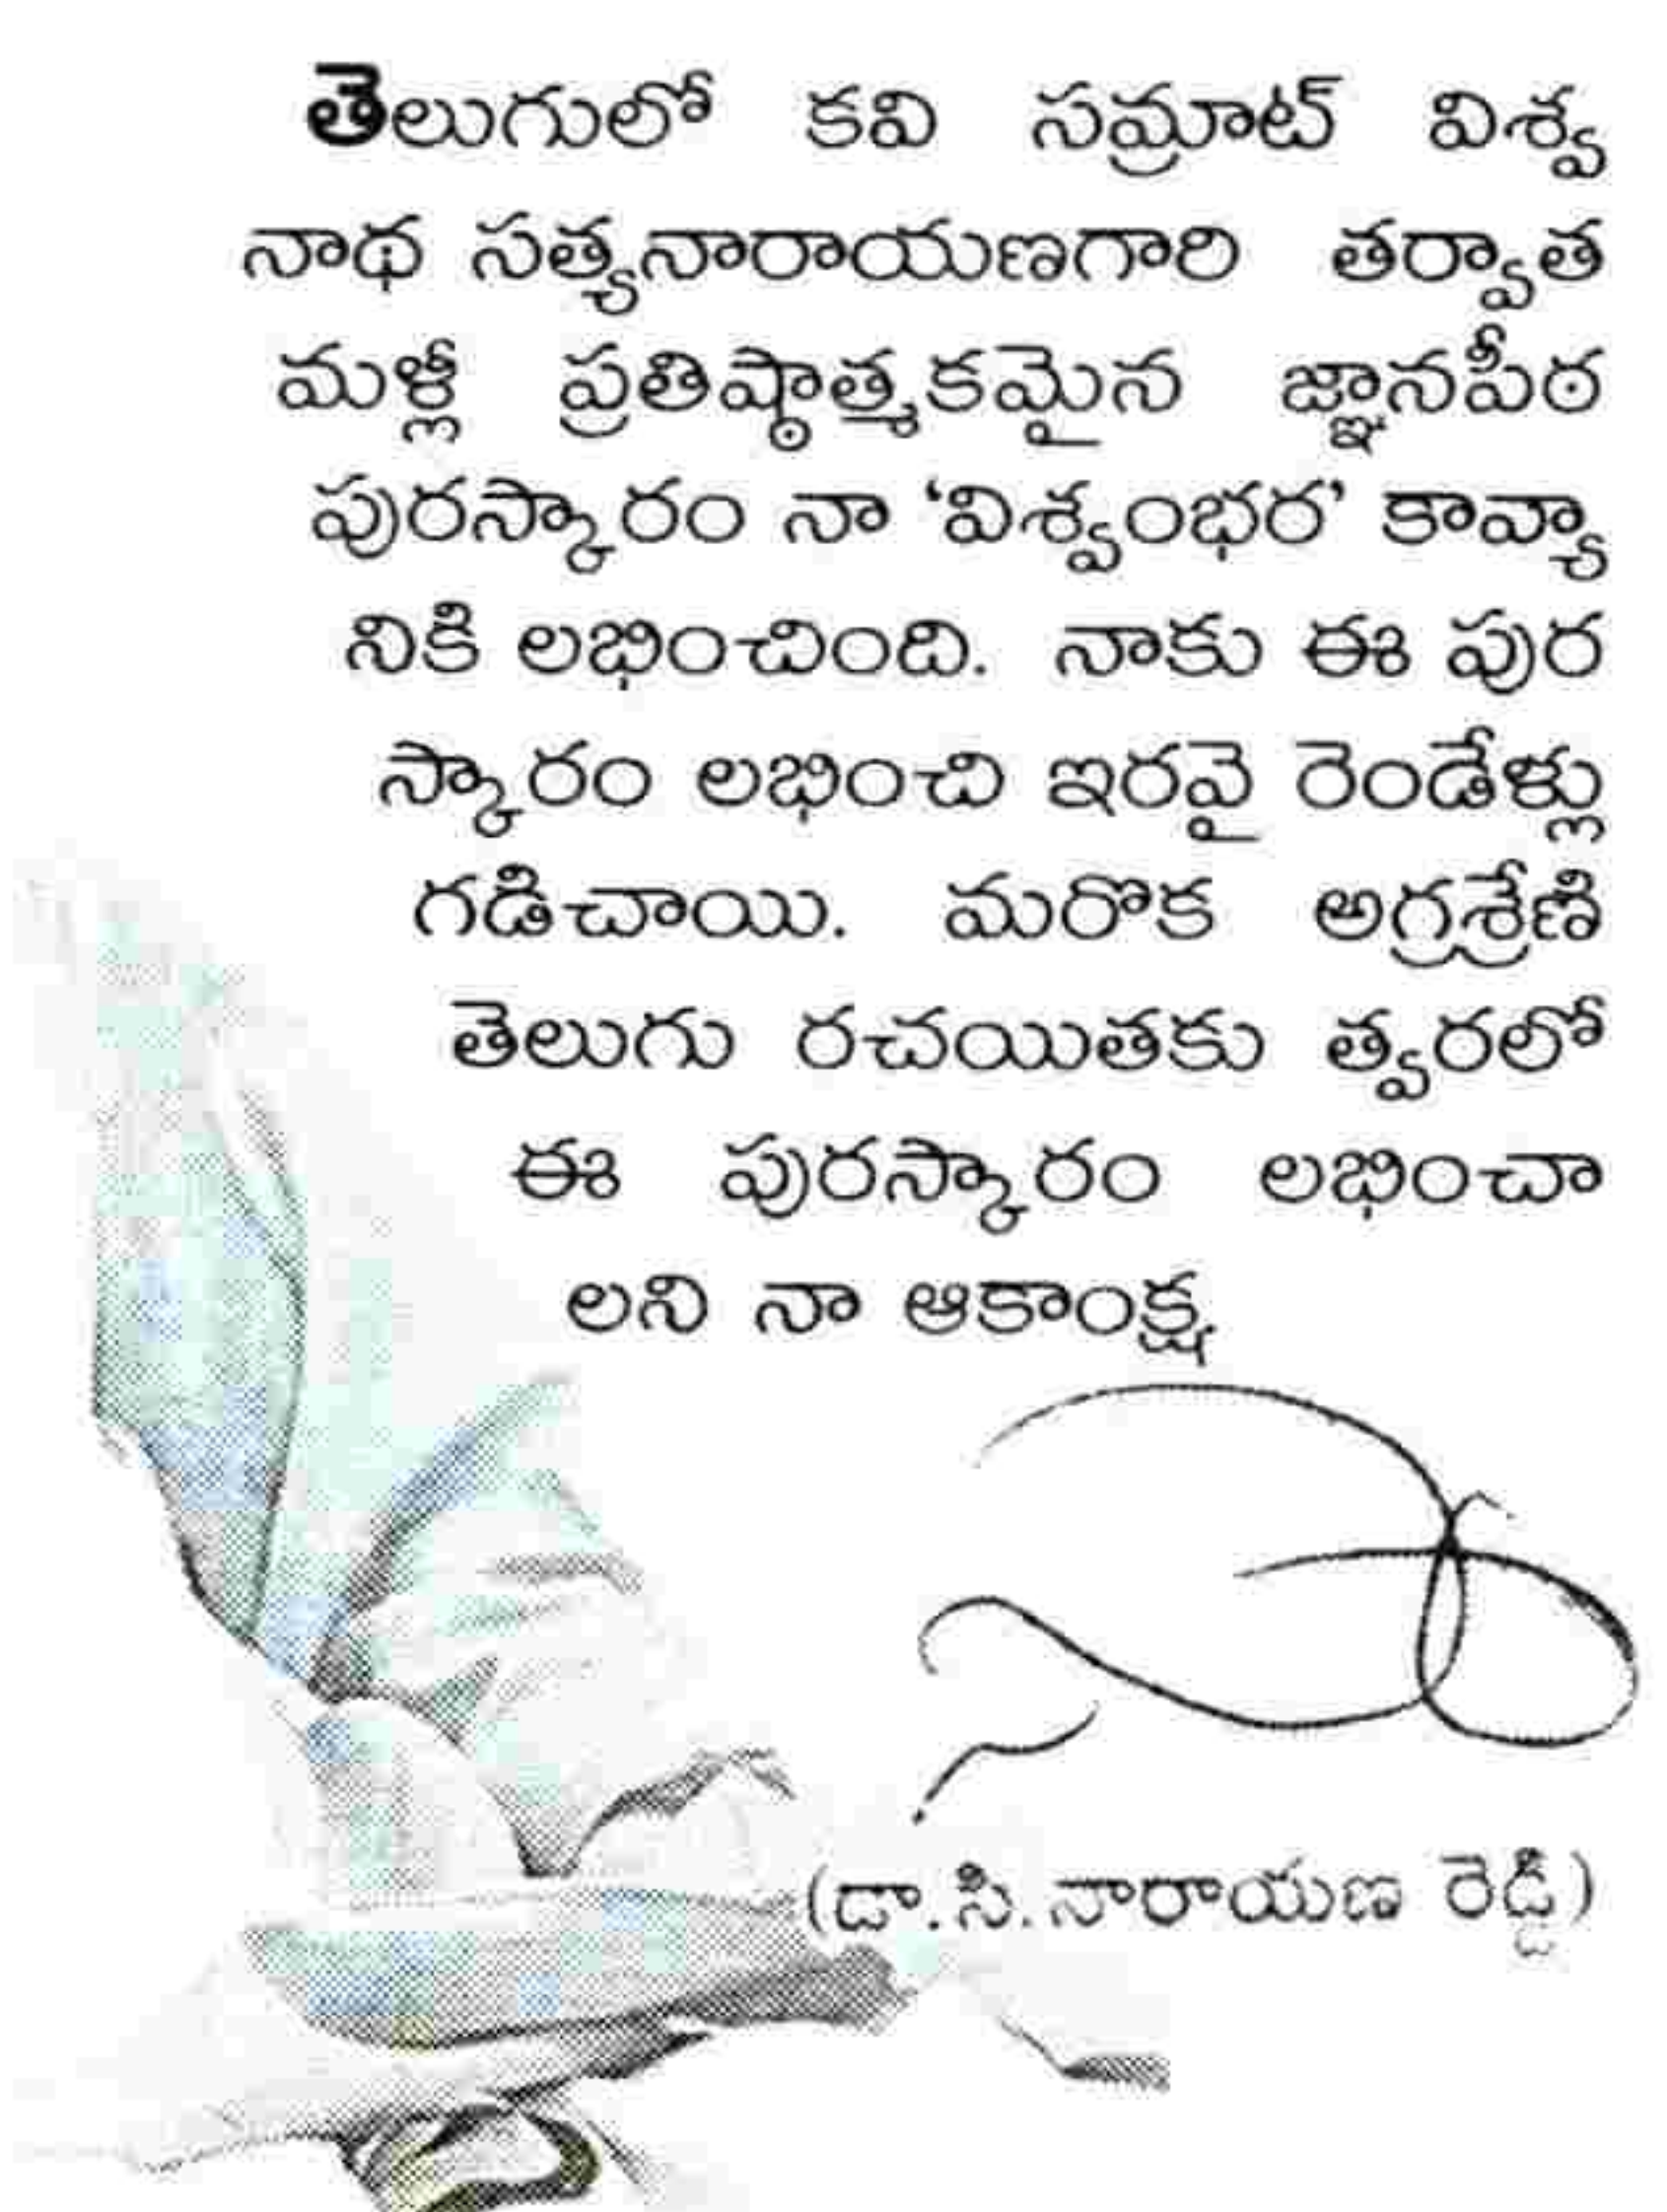 తెలుగులో కవి సమ్రాట్ విశ్వ
నాథ సత్యనారాయణగారి తర్వాత
మళ్లీ ప్రతిష్ఠాత్మకమైన జ్ఞానపీఠ
పురస్కారం నా ‘విశ్వంభర’ కావ్యా
నికి లభించింది. నాకు ఈ పుర
స్కారం లభించి ఇరవై రెండేళ్లు
గడిచాయి. మరొక అగ్రశ్రేణి
తెలుగు రచయితకు త్వరలో
ఈ పురస్కారం లభించా
లని నా ఆకాంక్ష
(డా.సి.నారాయణ రెడ్డి)